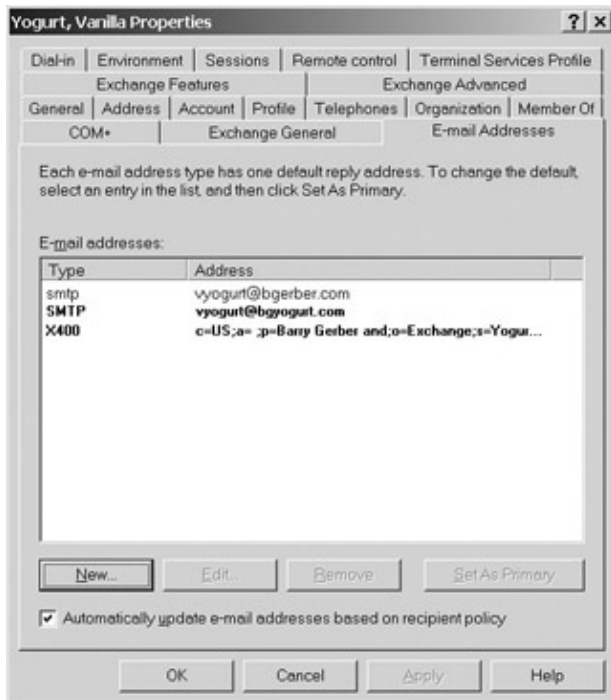 Yogurt, Vanilla Properties ? ×
Dial-in Environment Sessions Remote control Terminal Services Profile
Exchange Features Exchange Advanced
General Address Account Profile Telephones Organization Member Of
COM+ Exchange General E-mail Addresses
Each e-mail address type has one default reply address. To change the default,
select an entry in the list, and then click Set As Primary.
E-mail addresses:
Type Address
smtp vyogurt@bgerber.com
SMTP vyogurt@bgyogurt.com
X400 c=US;a= ;p=Barry Gerber and;o=Exchange;s=Yogur...
New... Edit... Remove Set As Primary
Automatically update e-mail addresses based on recipient policy
OK Cancel Apply Help